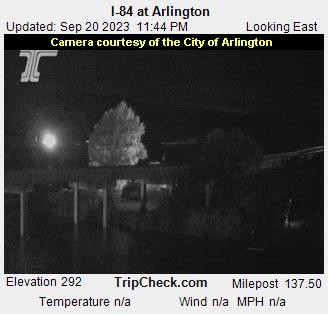 I-84 at Arlington
Updated: Sep 20 2023 11:44 PM Looking East
Camera courtesy of the City of Arlington
Elevation 292 TripCheck.com Milepost 137.50
Temperature n/a Wind n/a MPH n/a